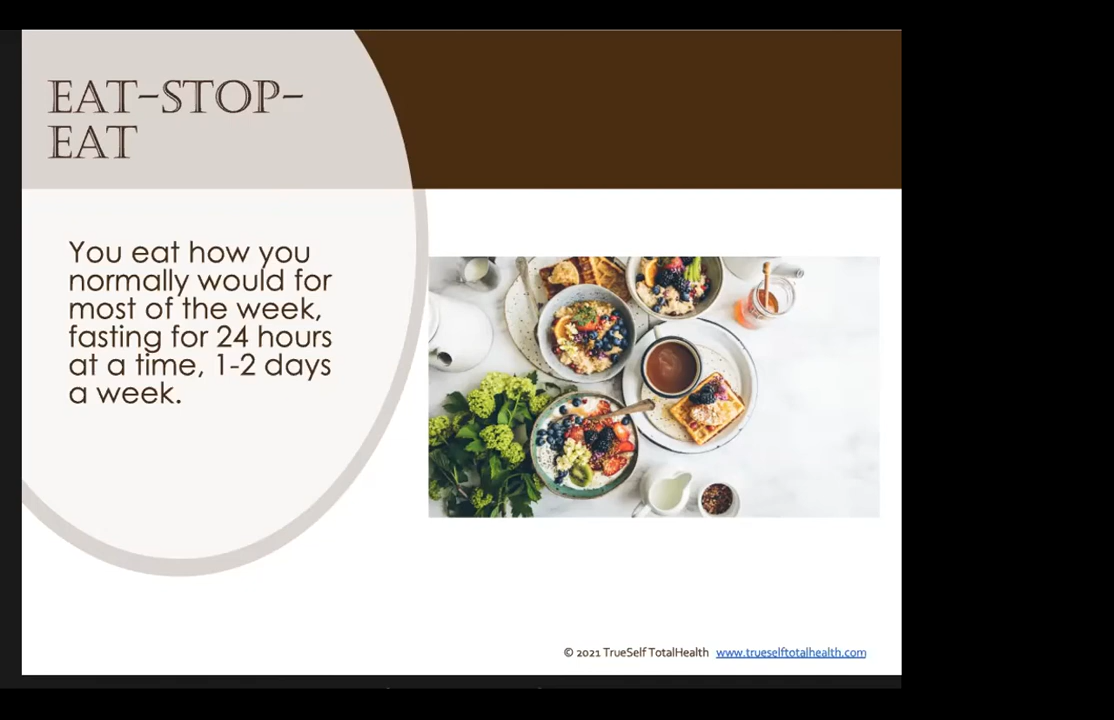 EAT-STOP-
EAT
You eat how you
normally would for
most of the week,
fasting for 24 hours
at a time, 1-2 days
a week.
© 2021 TrueSelf TotalHealth www.trueselftotalhealth.com